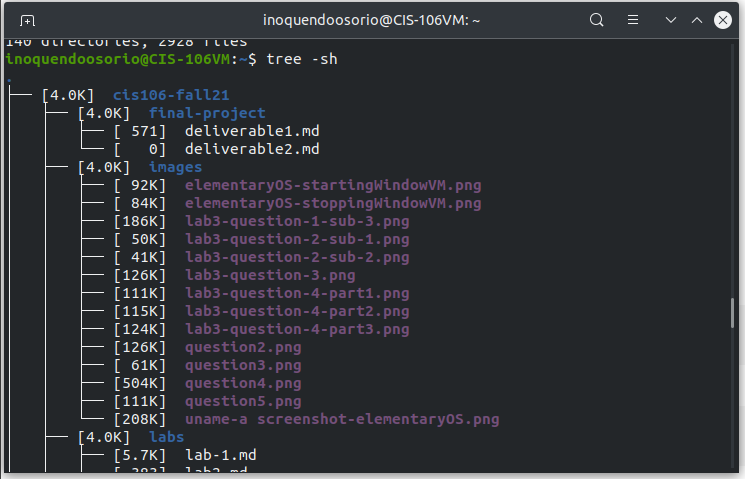 inoquendoosorio@CIS-106VM: ~
140 directories, 2928 files
inoquendoosorio@CIS-106VM:~$ tree -sh
.
├── [4.0K]  cis106-fall21
│   ├── [4.0K]  final-project
│   │   ├── [ 571]  deliverable1.md
│   │   └── [   0]  deliverable2.md
│   ├── [4.0K]  images
│   │   ├── [ 92K]  elementaryOS-startingWindowVM.png
│   │   ├── [ 84K]  elementaryOS-stoppingWindowVM.png
│   │   ├── [186K]  lab3-question-1-sub-3.png
│   │   ├── [ 50K]  lab3-question-2-sub-1.png
│   │   ├── [ 41K]  lab3-question-2-sub-2.png
│   │   ├── [126K]  lab3-question-3.png
│   │   ├── [111K]  lab3-question-4-part1.png
│   │   ├── [115K]  lab3-question-4-part2.png
│   │   ├── [124K]  lab3-question-4-part3.png
│   │   ├── [126K]  question2.png
│   │   ├── [ 61K]  question3.png
│   │   ├── [504K]  question4.png
│   │   ├── [111K]  question5.png
│   │   └── [208K]  uname-a screenshot-elementaryOS.png
│   ├── [4.0K]  labs
│   │   ├── [5.7K]  lab-1.md
│   │   ├── [ 383]  lab2.md